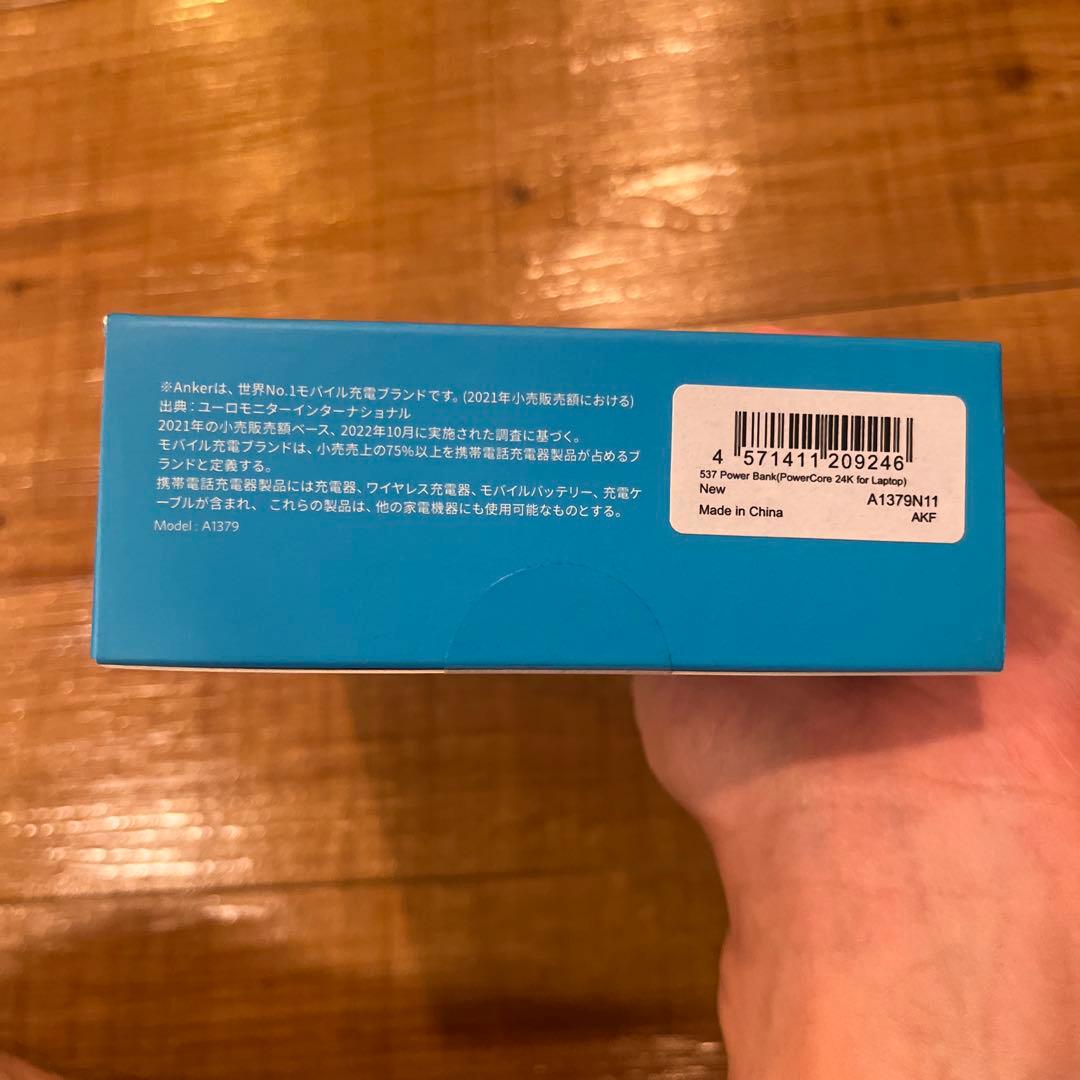 ※Ankerは、世界No.1モバイル充電ブランドです。(2021年小売販売額における)
出典 : ユーロモニターインターナショナル
2021年の小売販売額ベース、2022年10月に実施された調査に基づく。
モバイル充電ブランドは、小売売上の75%以上を携帯電話充電器製品が占めるブ
ランドと定義する。
携帯電話充電器製品には充電器、ワイヤレス充電器、モバイルバッテリー、充電ケ
ーブルが含まれ、 これらの製品は、他の家電機器にも使用可能なものとする。
Model : A1379
4 571411 209246
537 Power Bank(PowerCore 24K for Laptop)
New A1379N11
Made in China AKF